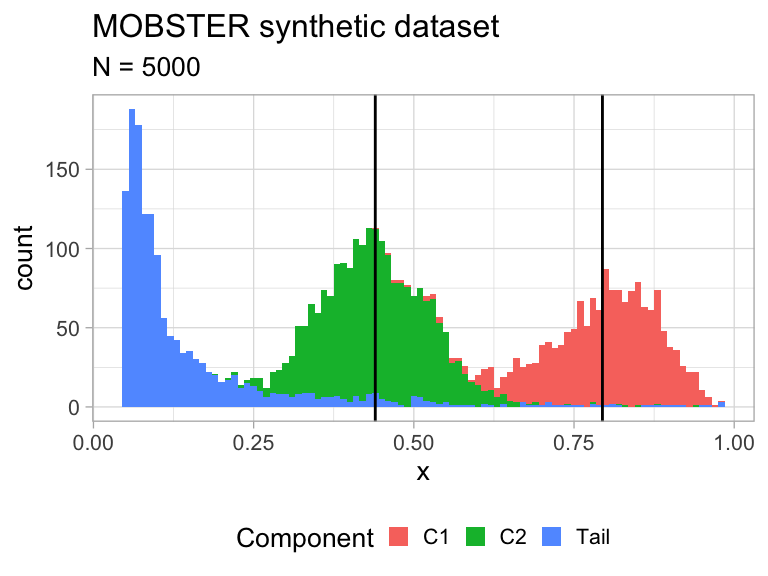 MOBSTER synthetic dataset
N = 5000
count
150
100
50
0
0.00 0.25 0.50 0.75 1.00
x
Component C1 C2 Tail